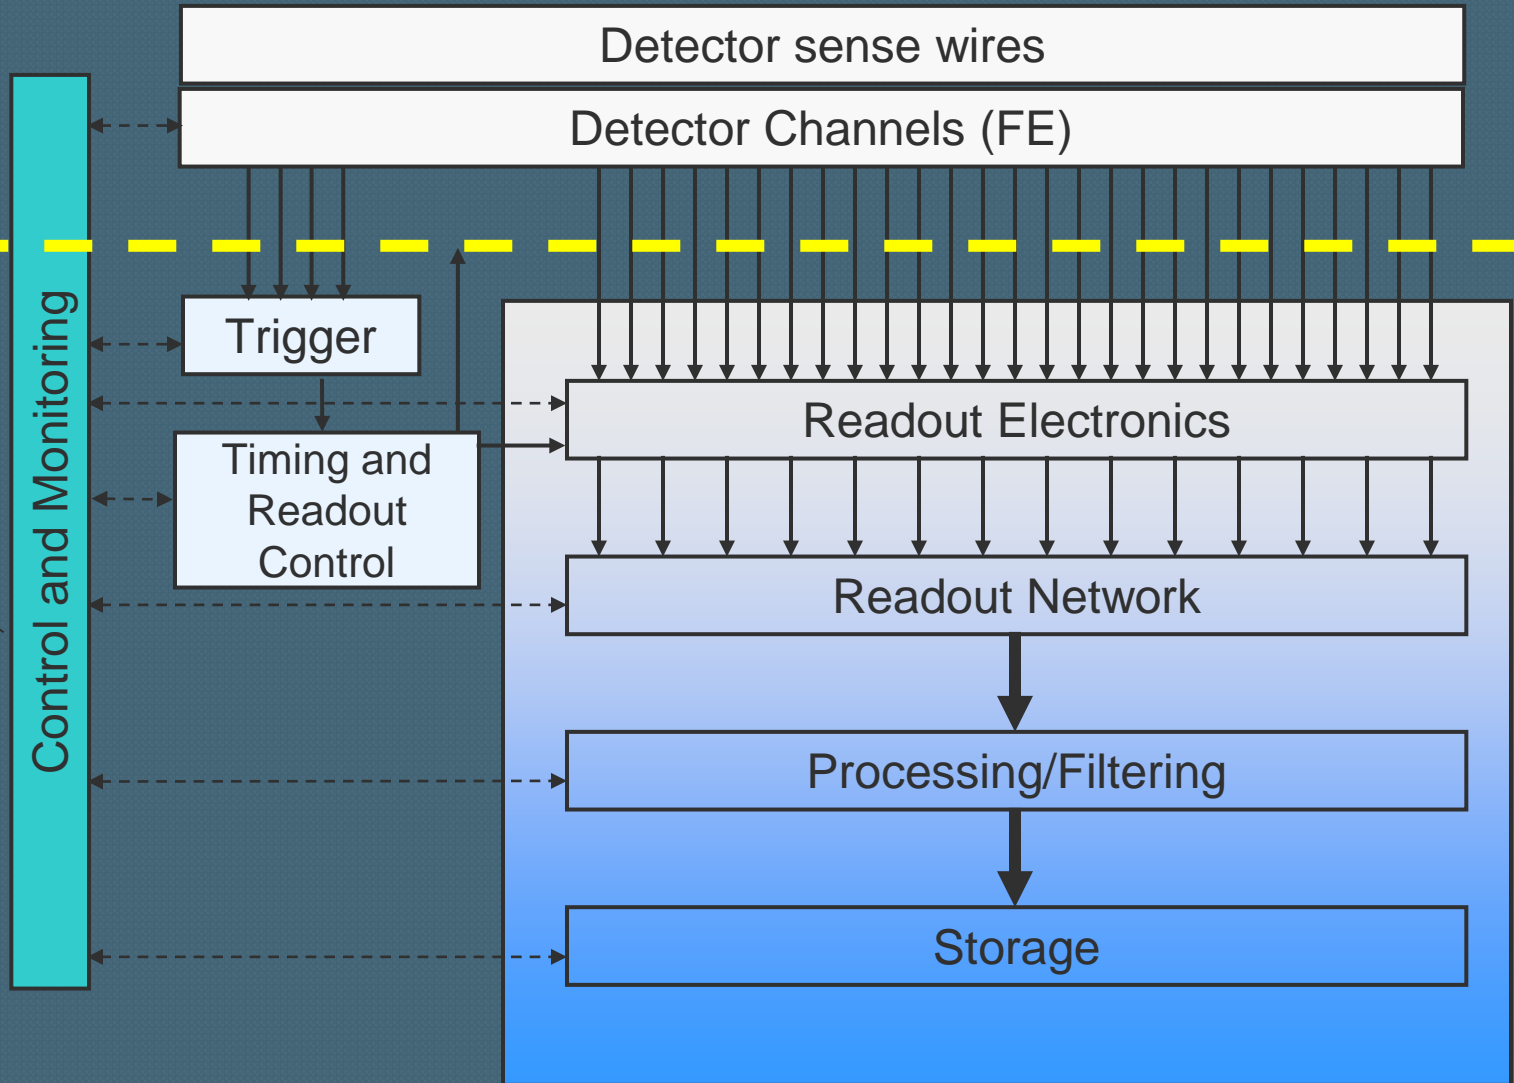 Detector sense wires
Detector Channels (FE)
Control and Monitoring
Trigger
Timing and
Readout
Control
Readout Electronics
Readout Network
Processing/Filtering
Storage